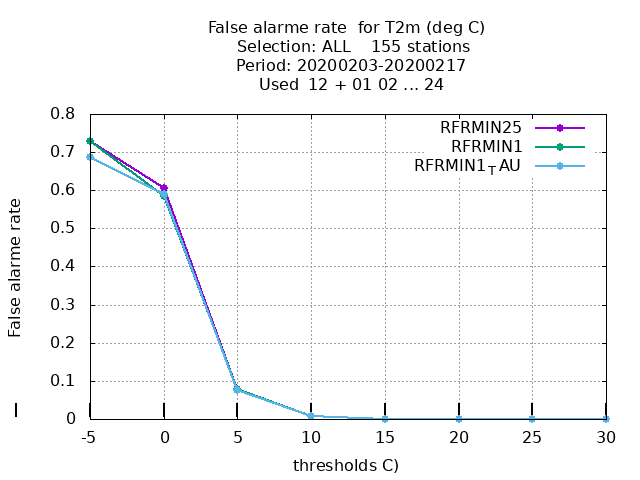 False alarme rate  for T2m (deg C)
Selection: ALL    155 stations
Period: 20200203-20200217
Used  12 + 01 02 ... 24
RFRMIN25
RFRMIN1
RFRMIN1TAU
False alarme rate
0.8
0.7
0.6
0.5
0.4
0.3
0.2
0.1
0
-5 0 5 10 15 20 25 30
thresholds C)